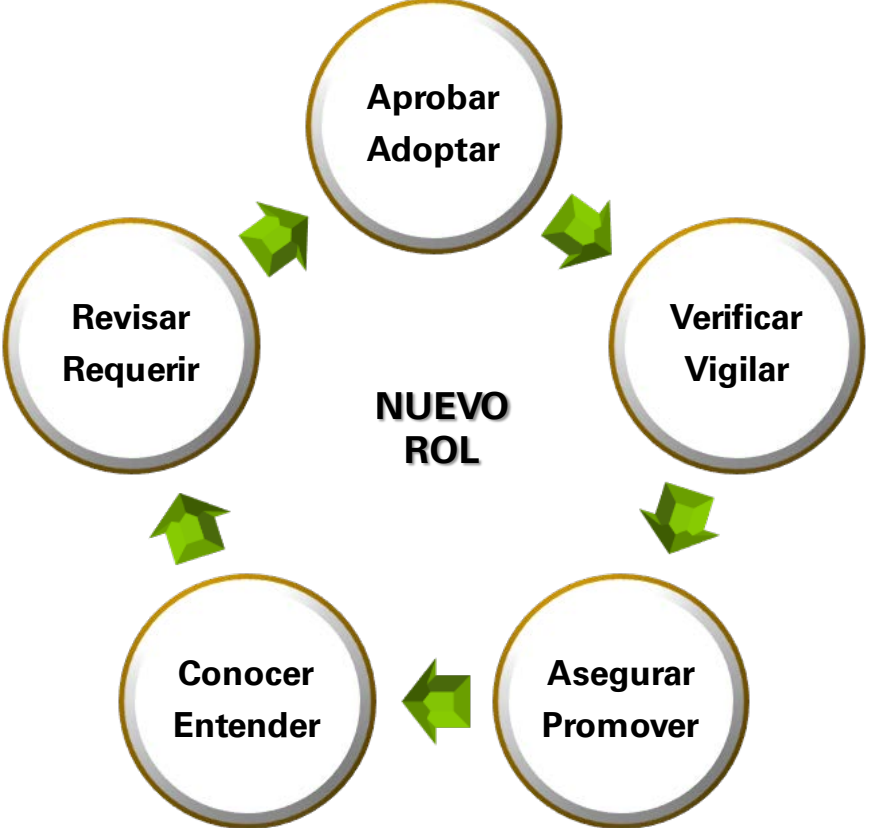 Aprobar
Adoptar
Verificar
Vigilar
Asegurar
Promover
Conocer
Entender
Revisar
Requerir
NUEVO
ROL